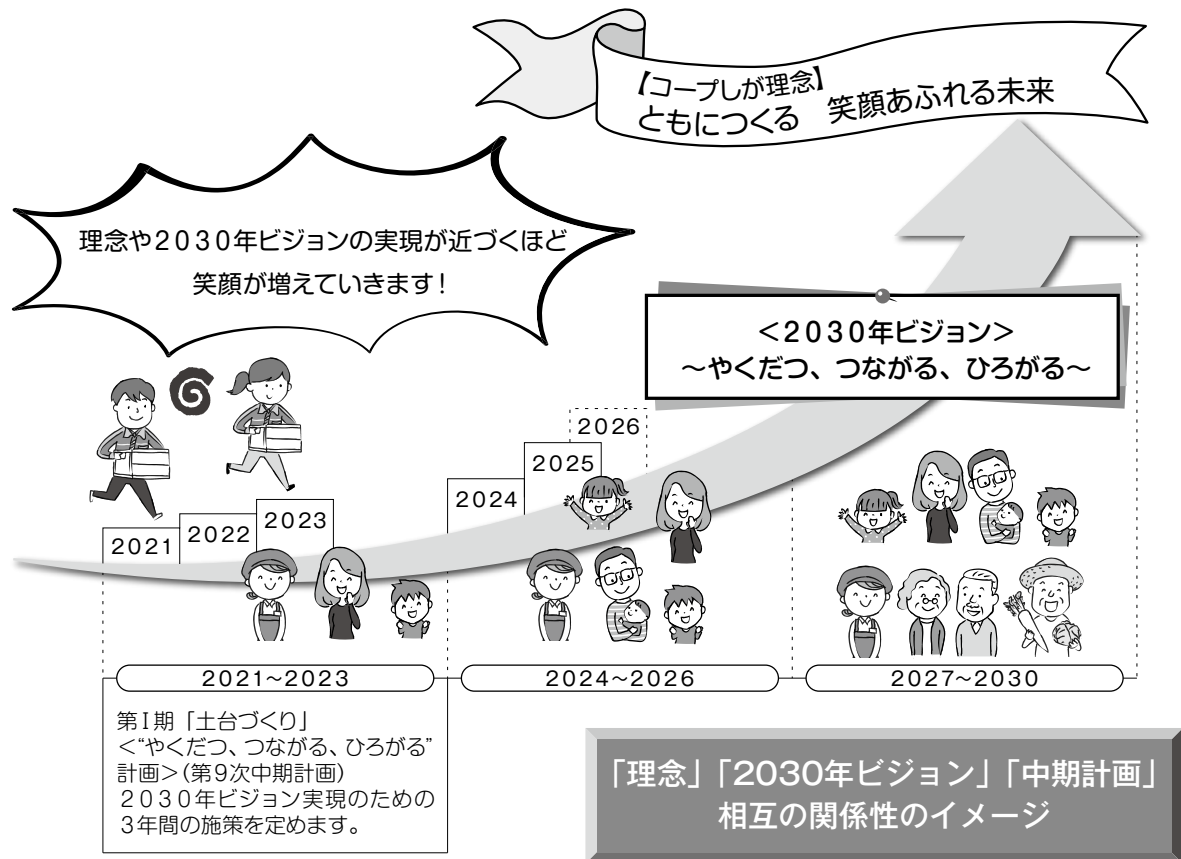 【コープしが理念】
ともにつくる 笑顔あふれる未来
理念や2030年ビジョンの実現が近づくほど
笑顔が増えていきます!
<2030年ビジョン>
~やくだつ、つながる、ひろがる~
2021
2022
2023
2024
2025
2026
2021~2023
2024~2026
2027~2030
第Ⅰ期「土台づくり」
<“やくだつ、つながる、ひろがる”
計画>(第9次中期計画)
2030年ビジョン実現のための
3年間の施策を定めます。
「理念」「2030年ビジョン」「中期計画」
相互の関係性のイメージ